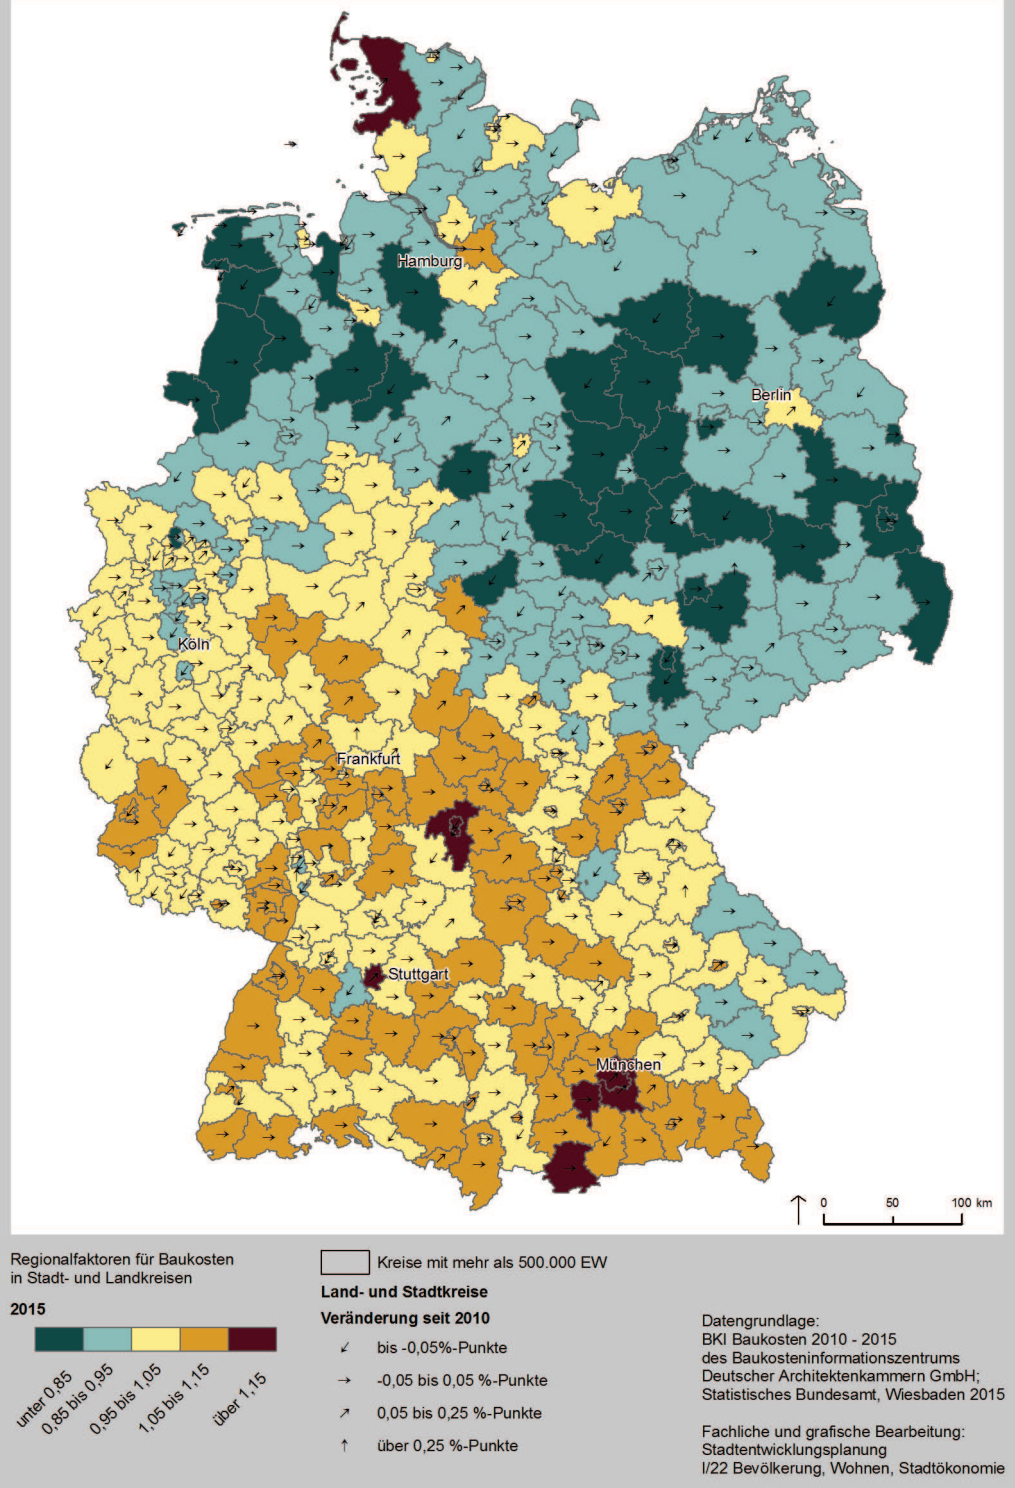 Hamburg
Berlin
Köln
Frankfurt
Stuttgart
München
0 50 100 km
Regionalfaktoren für Baukosten
in Stadt- und Landkreisen
2015
unter 0,85
0,85 bis 0,95
0,95 bis 1,05
1,05 bis 1,15
über 1,15
Kreise mit mehr als 500.000 EW
Land- und Stadtkreise
Veränderung seit 2010
bis -0,05%-Punkte
-0,05 bis 0,05 %-Punkte
0,05 bis 0,25 %-Punkte
über 0,25 %-Punkte
Datengrundlage:
BKI Baukosten 2010 - 2015
des Baukosteninformationszentrums
Deutscher Architektenkammern GmbH;
Statistisches Bundesamt, Wiesbaden 2015
Fachliche und grafische Bearbeitung:
Stadtentwicklungsplanung
I/22 Bevölkerung, Wohnen, Stadtökonomie